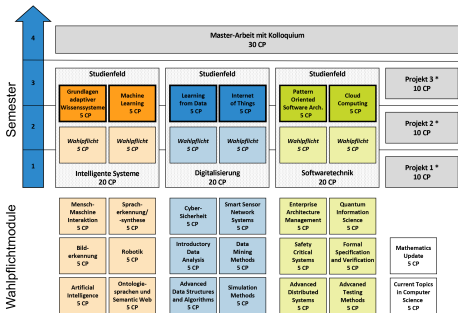 4
Master-Arbeit mit Kolloquium
30 CP
Semester
3
2
1
Studienfeld
Grundlagen
adaptiver
Wissenssysteme
5 CP
Machine
Learning
5 CP
Wahlpflicht
5 CP
Wahlpflicht
5 CP
Intelligente Systeme
20 CP
Studienfeld
Learning
from Data
5 CP
Internet
of Things
5 CP
Wahlpflicht
5 CP
Wahlpflicht
5 CP
Digitalisierung
20 CP
Studienfeld
Pattern
Oriented
Software Arch.
5 CP
Cloud
Computing
5 CP
Wahlpflicht
5 CP
Wahlpflicht
5 CP
Softwaretechnik
20 CP
Projekt 3 *
10 CP
Projekt 2 *
10 CP
Projekt 1 *
10 CP
Wahlpflichtmodule
Mensch-
Maschine
Interaktion
5 CP
Sprach-
erkennung/
-synthese
5 CP
Cyber-
Sicherheit
5 CP
Smart Sensor
Network
Systems
5 CP
Enterprise
Architecture
Management
5 CP
Quantum
Information
Science
5 CP
Bild-
erkennung
5 CP
Robotik
5 CP
Introductory
Data
Analysis
5 CP
Data
Mining
Methods
5 CP
Safety
Critical
Systems
5 CP
Formal
Specification
and Verification
5 CP
Mathematics
Update
5 CP
Artificial
Intelligence
5 CP
Ontologie-
sprachen und
Semantic Web
5 CP
Advanced
Data Structures
and Algorithms
5 CP
Simulation
Methods
5 CP
Advanced
Distributed
Systems
5 CP
Advanced
Testing
Methods
5 CP
Current Topics
in Computer
Science
5 CP